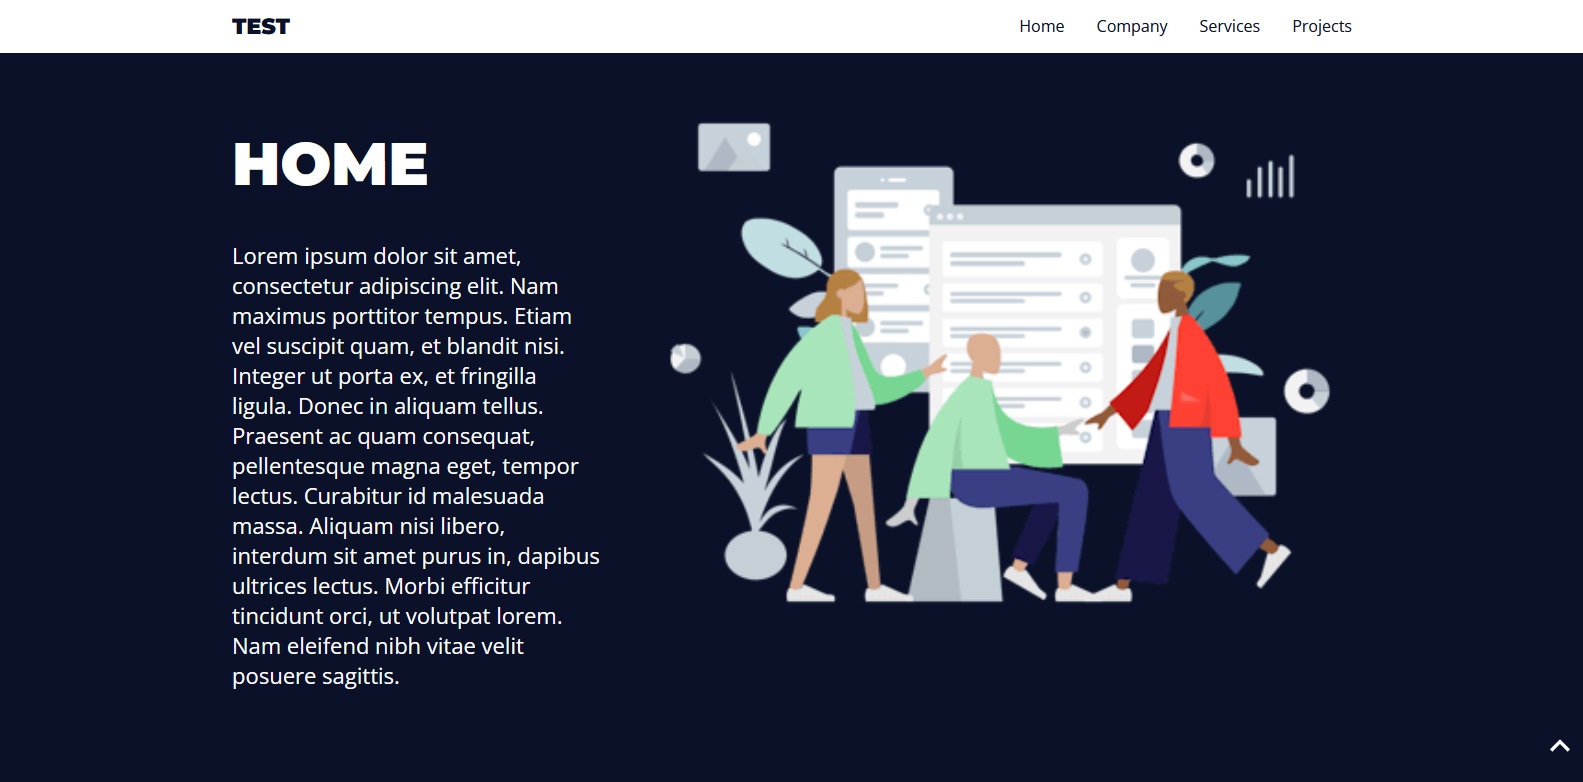 TEST
Home Company Services Projects
HOME
Lorem ipsum dolor sit amet,
consectetur adipiscing elit. Nam
maximus porttitor tempus. Etiam
vel suscipit quam, et blandit nisi.
Integer ut porta ex, et fringilla
ligula. Donec in aliquam tellus.
Praesent ac quam consequat,
pellentesque magna eget, tempor
lectus. Curabitur id malesuada
massa. Aliquam nisi libero,
interdum sit amet purus in, dapibus
ultrices lectus. Morbi efficitur
tincidunt orci, ut volutpat lorem.
Nam eleifend nibh vitae velit
posuere sagittis.